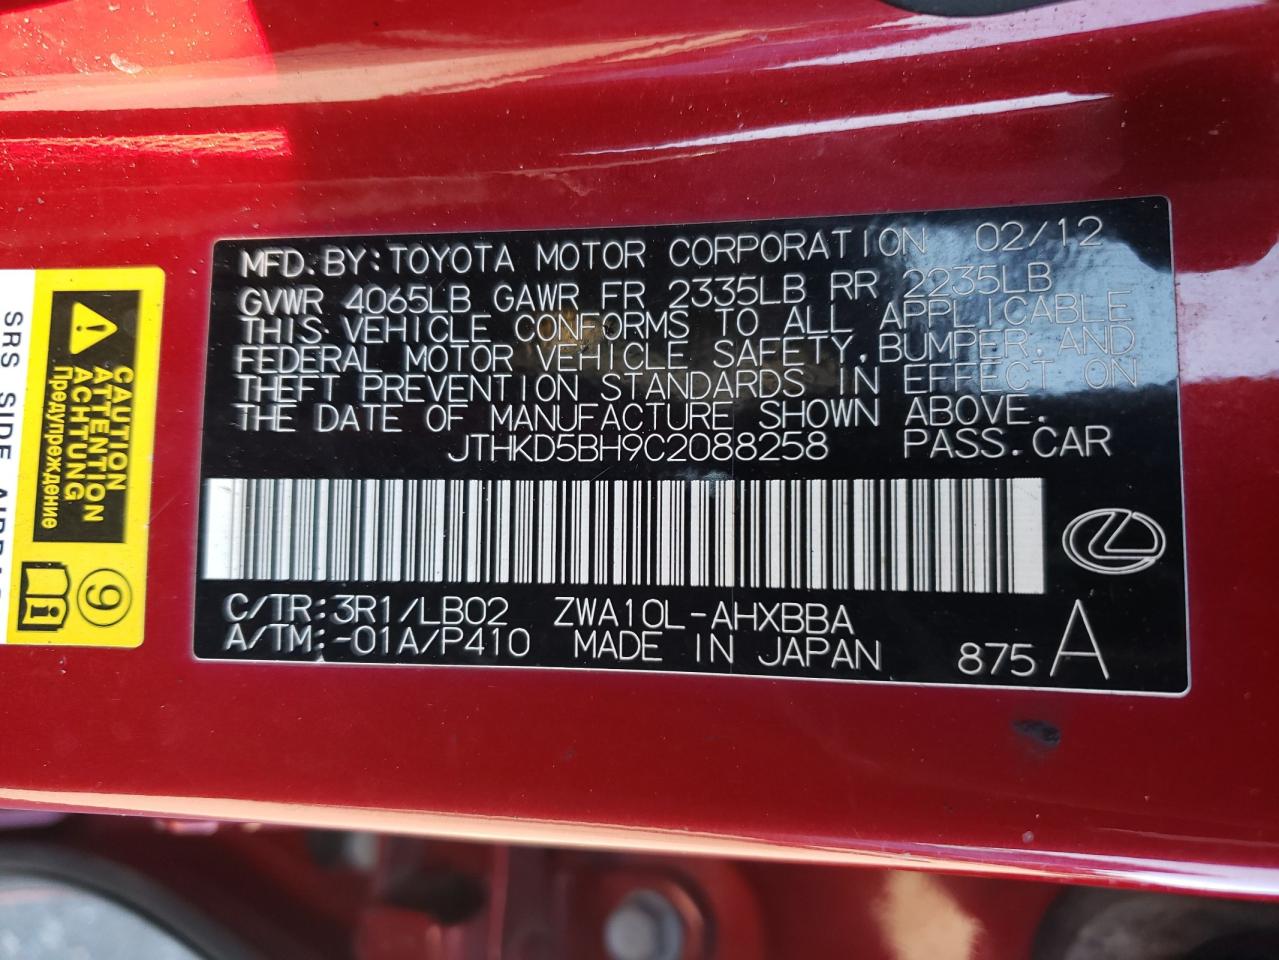 MFD. BY: TOYOTA MOTOR CORPORATION 02/12
GVWR 4065LB GAWR FR 2335LB RR 2235LB
THIS VEHICLE CONFORMS TO ALL APPLICABLE
FEDERAL MOTOR VEHICLE SAFETY, BUMPER, AND
THEFT PREVENTION STANDARDS IN EFFECT ON
THE DATE OF MANUFACTURE SHOWN ABOVE.
JTHKD5BH9C2088258 PASS. CAR
C/TR: 3R1/LB02 ZWA10L-AHXBBA
A/TM: -01A/P410 MADE IN JAPAN 875 A
CAUTION
ATTENTION
ACHTUNG
Предупреждение
9
SRS SIDE